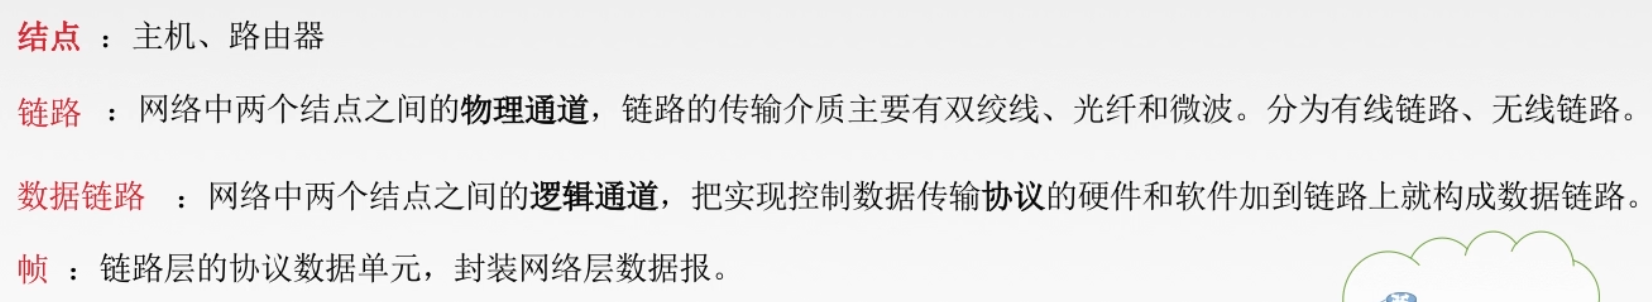 结点 ：主机、路由器
链路 ：网络中两个结点之间的物理通道，链路的传输介质主要有双绞线、光纤和微波。分为有线链路、无线链路。
数据链路 ：网络中两个结点之间的逻辑通道，把实现控制数据传输协议的硬件和软件加到链路上就构成数据链路。
帧 ：链路层的协议数据单元，封装网络层数据报。